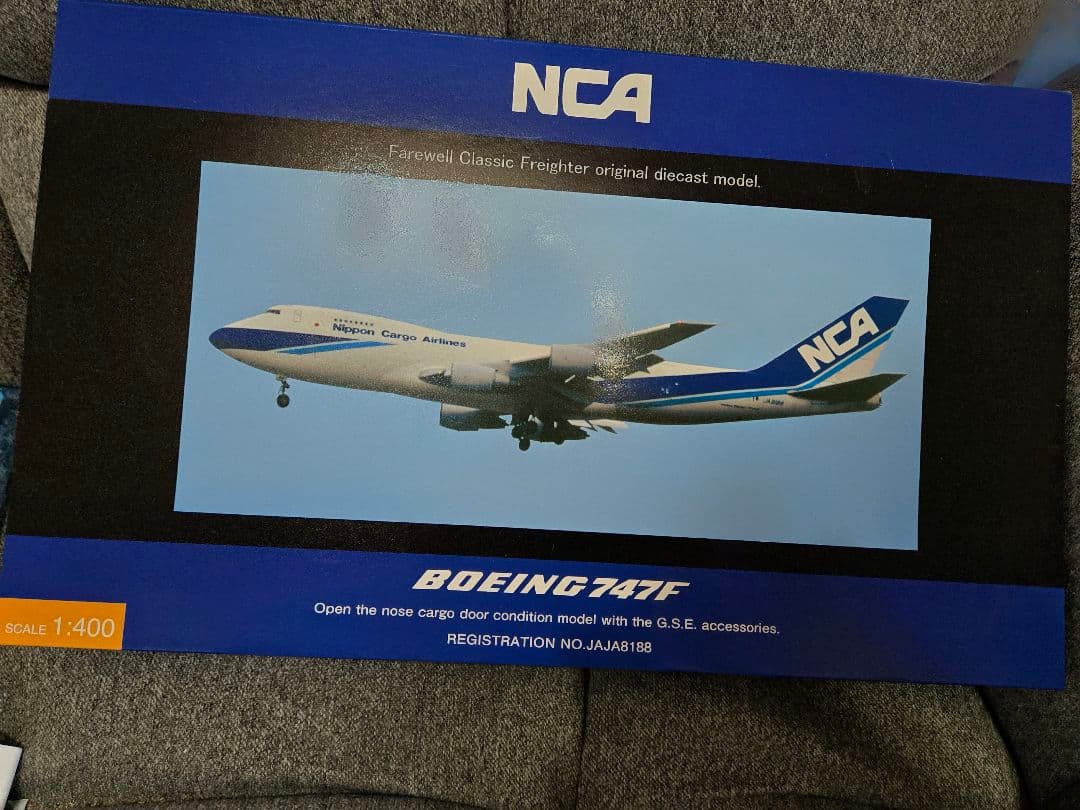 NCA
Farewell Classic Freighter original diecast model.
Nippon Cargo Airlines
NCA
BOEING 747F
Open the nose cargo door condition model with the G.S.E. accessories.
SCALE 1:400
REGISTRATION NO.JAJA8188